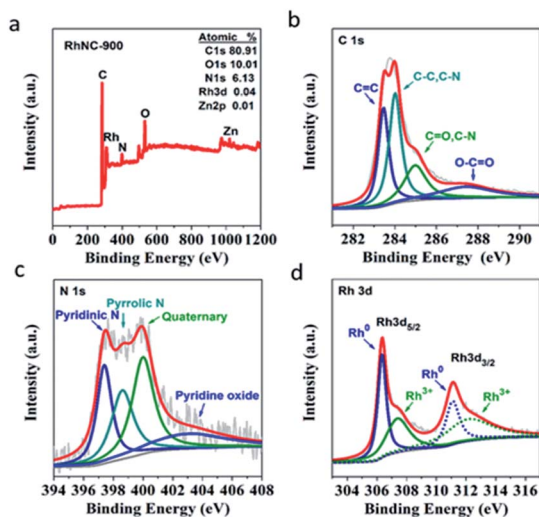 a
RhNC-900
Atomic %
C1s 80.91
O1s 10.01
N1s 6.13
Rh3d 0.04
Zn2p 0.01
C
Rh
N
O
Zn
Intensity (a.u.)
0 200 400 600 800 1000 1200
Binding Energy (eV)
b
C 1s
C=C
C-C,C-N
C=O,C-N
O-C=O
Intensity (a.u.)
282 284 286 288 290
Binding Energy (eV)
c
N 1s
Pyridinic N
Pyrrolic N
Quaternary
Pyridine oxide
Intensity (a.u.)
394 396 398 400 402 404 406 408
Binding Energy (eV)
d
Rh 3d
Rh3d5/2
Rh0
Rh3+
Rh3d3/2
Rh0
Rh3+
Intensity (a.u.)
304 306 308 310 312 314 316
Binding Energy (eV)